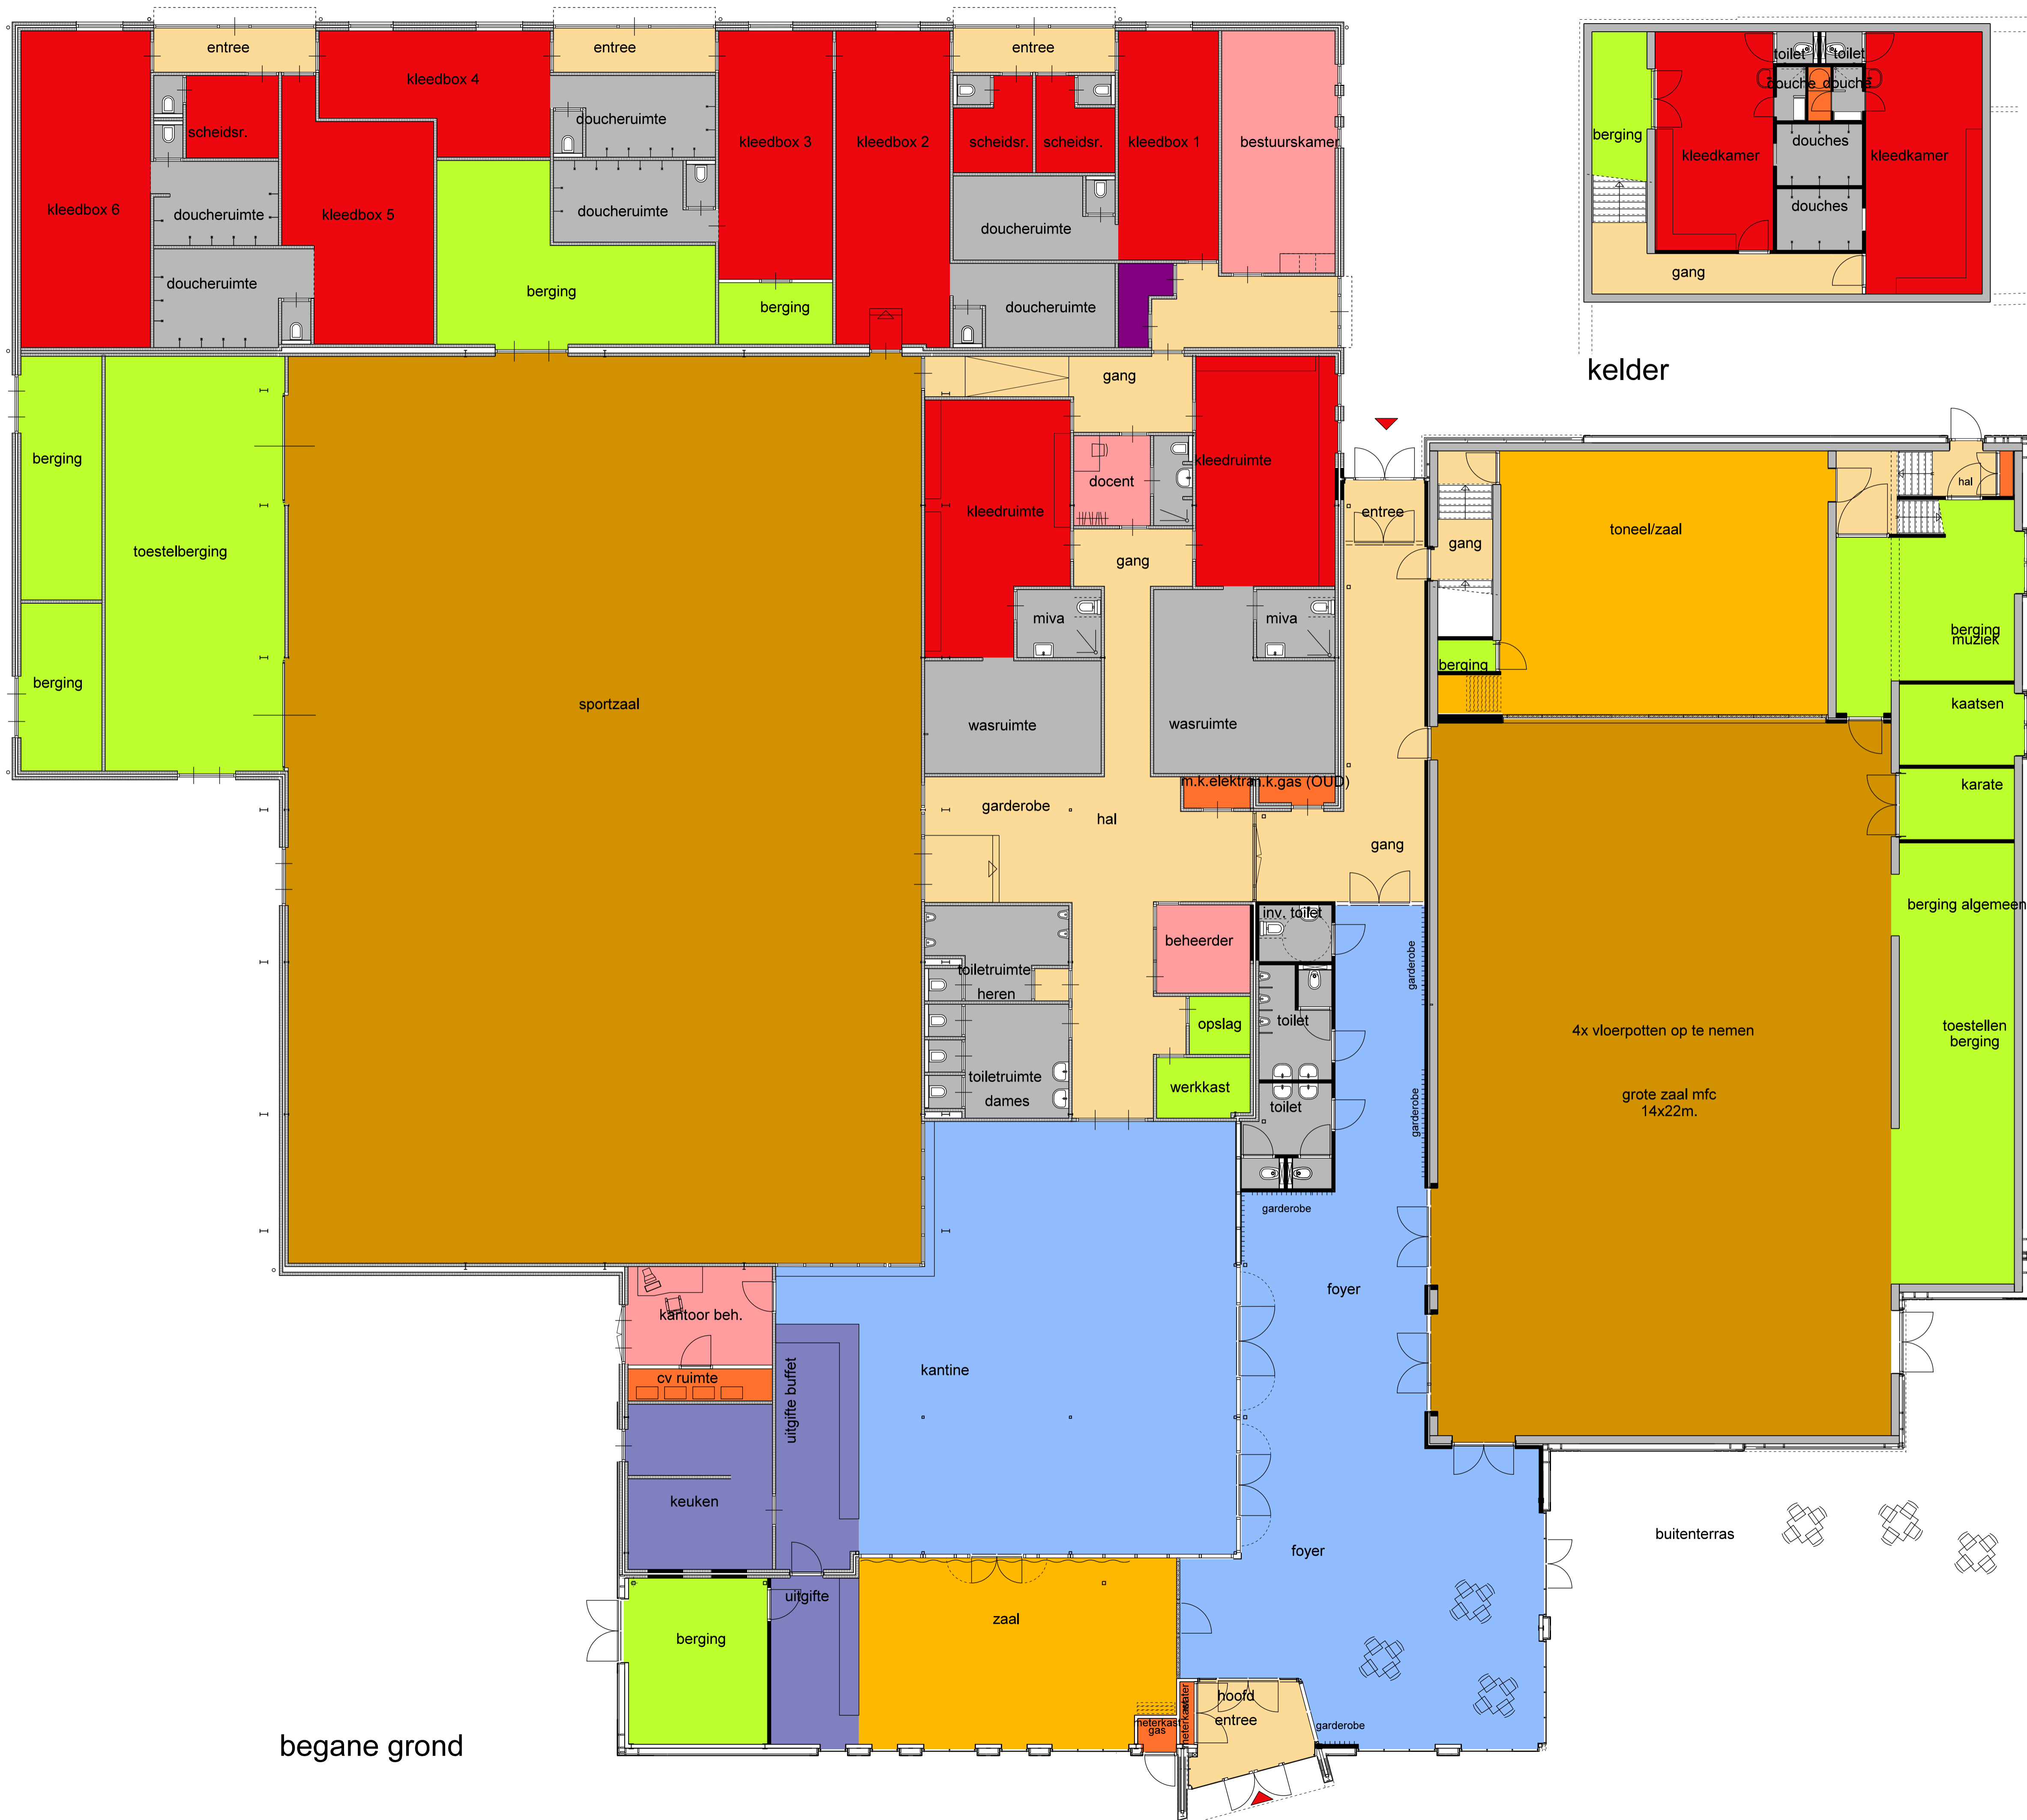 entree
entree
entree
kleedbox 4
scheidsr.
doucheruimte
kleedbox 3
kleedbox 2
scheidsr.
scheidsr.
kleedbox 1
bestuurskamer
kleedbox 6
doucheruimte
kleedbox 5
doucheruimte
doucheruimte
doucheruimte
berging
berging
doucheruimte
toilet
toilet
douche
douche
berging
douches
kleedkamer
kleedkamer
douches
gang
kelder
gang
berging
toestelbergging
docent
kleedruimte
kleedruimte
entree
gang
toneel/zaal
hal
gang
miva
miva
berging
muziek
berging
berging
sportzaal
wasruimte
wasruimte
kaatsen
m.k.elektra
m.k.gas (OUD)
karate
garderobe
hal
gang
inv. toilet
beheerder
garderobe
berging algemeen
toiletruimte
heren
opslag
toilet
4x vloerpotten op te nemen
toestellen
berging
toiletruimte
dames
werkkast
toilet
garderobe
grote zaal mfc
14x22m.
garderobe
foyer
kantoor beh.
cv ruimte
uitgifte buffet
kantine
keuken
foyer
buitenterras
uitgifte
zaal
berging
meterkast
gas
meterkast
water
hoofd
entree
garderobe
begane grond